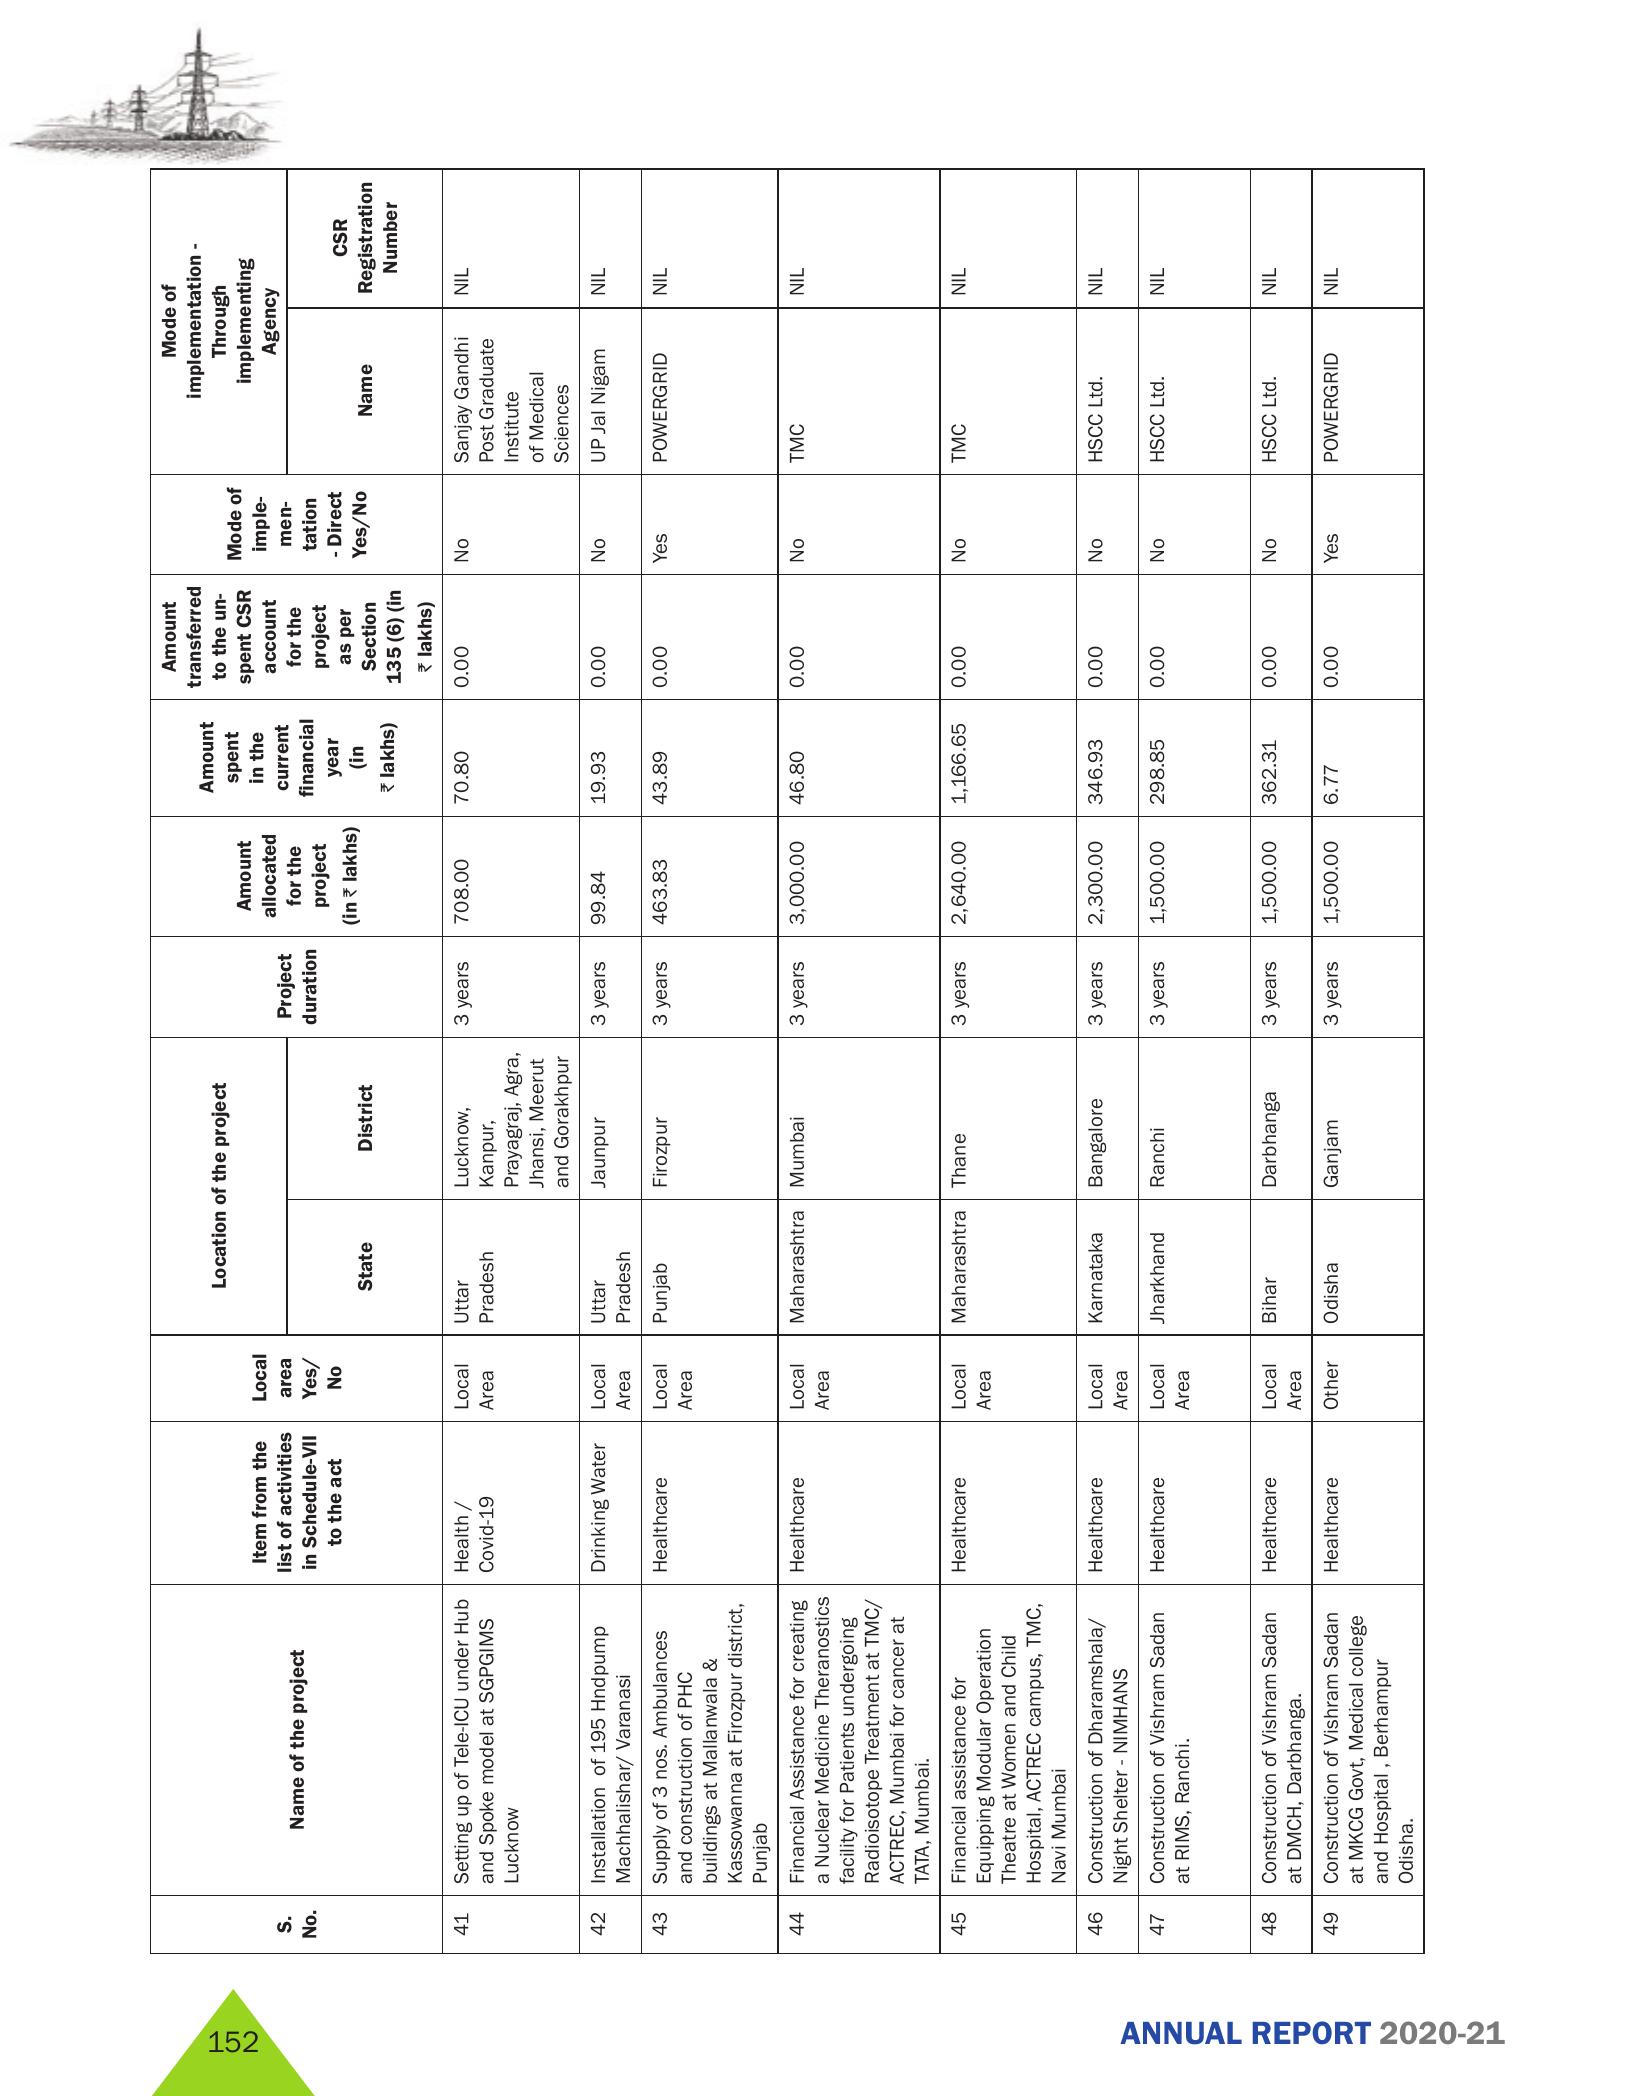 S.
No.
Name of the project
Item from the
list of activities
in Schedule-VII
to the act
Local
area
Yes/
No
Location of the project
State
District
Project
duration
Amount
allocated
for the
project
(in ₹ lakhs)
Amount
spent
in the
current
financial
year
(in
₹ lakhs)
Amount
transferred
to the un-
spent CSR
account
for the
project
as per
Section
135 (6) (in
₹ lakhs)
Mode of
imple-
men-
tation
- Direct
Yes/No
Mode of
implementation -
Through
implementing
Agency
Name
CSR
Registration
Number
41
Setting up of Tele-ICU under Hub
and Spoke model at SGPGIMS
Lucknow
Health /
Covid-19
Local
Area
Uttar
Pradesh
Lucknow,
Kanpur,
Prayagraj, Agra,
Jhansi, Meerut
and Gorakhpur
3 years
708.00
70.80
0.00
No
Sanjay Gandhi
Post Graduate
Institute
of Medical
Sciences
NIL
42
Installation of 195 Hndpump
Machhalishar/ Varanasi
Drinking Water
Local
Area
Uttar
Pradesh
Jaunpur
3 years
99.84
19.93
0.00
No
UP Jal Nigam
NIL
43
Supply of 3 nos. Ambulances
and construction of PHC
buildings at Mallanwala &
Kassowanna at Firozpur district,
Punjab
Healthcare
Local
Area
Punjab
Firozpur
3 years
463.83
43.89
0.00
Yes
POWERGRID
NIL
44
Financial Assistance for creating
a Nuclear Medicine Theranostics
facility for Patients undergoing
Radioisotope Treatment at TMC/
ACTREC, Mumbai for cancer at
TATA, Mumbai.
Healthcare
Local
Area
Maharashtra
Mumbai
3 years
3,000.00
46.80
0.00
No
TMC
NIL
45
Financial assistance for
Equipping Modular Operation
Theatre at Women and Child
Hospital, ACTREC campus, TMC,
Navi Mumbai
Healthcare
Local
Area
Maharashtra
Thane
3 years
2,640.00
1,166.65
0.00
No
TMC
NIL
46
Construction of Dharamshala/
Night Shelter - NIMHANS
Healthcare
Local
Area
Karnataka
Bangalore
3 years
2,300.00
346.93
0.00
No
HSCC Ltd.
NIL
47
Construction of Vishram Sadan
at RIMS, Ranchi.
Healthcare
Local
Area
Jharkhand
Ranchi
3 years
1,500.00
298.85
0.00
No
HSCC Ltd.
NIL
48
Construction of Vishram Sadan
at DMCH, Darbhanga.
Healthcare
Local
Area
Bihar
Darbhanga
3 years
1,500.00
362.31
0.00
No
HSCC Ltd.
NIL
49
Construction of Vishram Sadan
at MKCG Govt, Medical college
and Hospital , Berhampur
Odisha.
Healthcare
Other
Odisha
Ganjam
3 years
1,500.00
6.77
0.00
Yes
POWERGRID
NIL
152
ANNUAL REPORT 2020-21